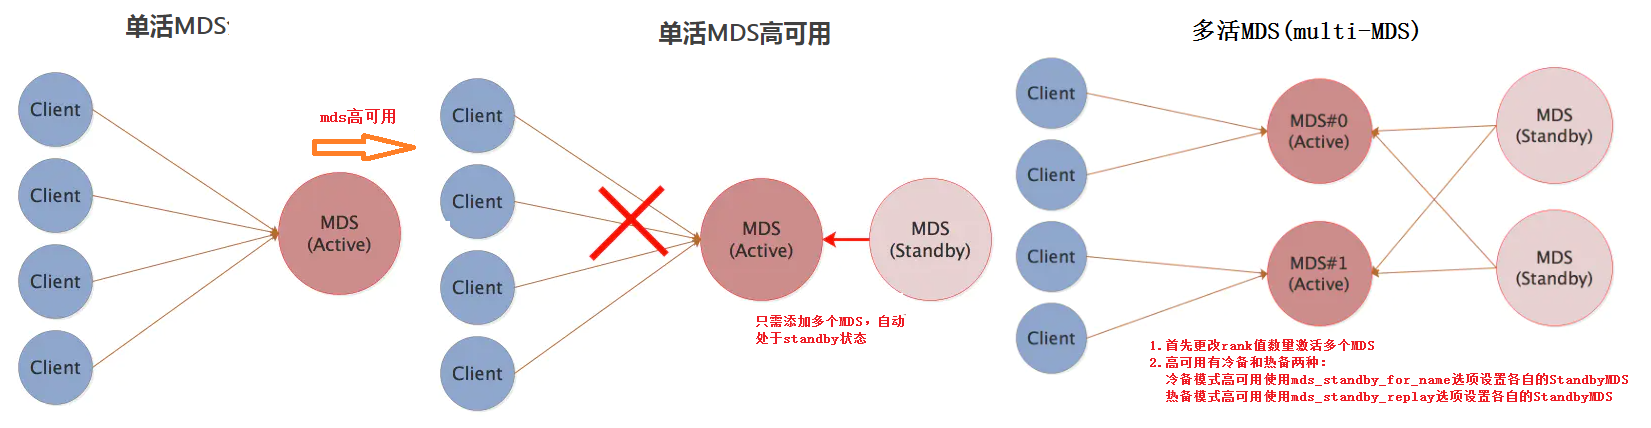 单活MDS
Client
Client
Client
Client
MDS
(Active)
mds高可用
单活MDS高可用
Client
Client
Client
Client
MDS
(Active)
MDS
(Standby)
只需添加多个MDS，自动
处于standby状态
多活MDS(multi-MDS)
Client
Client
Client
Client
MDS#0
(Active)
MDS#1
(Active)
MDS
(Standby)
MDS
(Standby)
1.首先更改rank值数量激活多个MDS
2.高可用有冷备和热备两种：
冷备模式高可用使用mds_standby_for_name选项设置各自的StandbyMDS
热备模式高可用使用mds_standby_replay选项设置各自的StandbyMDS